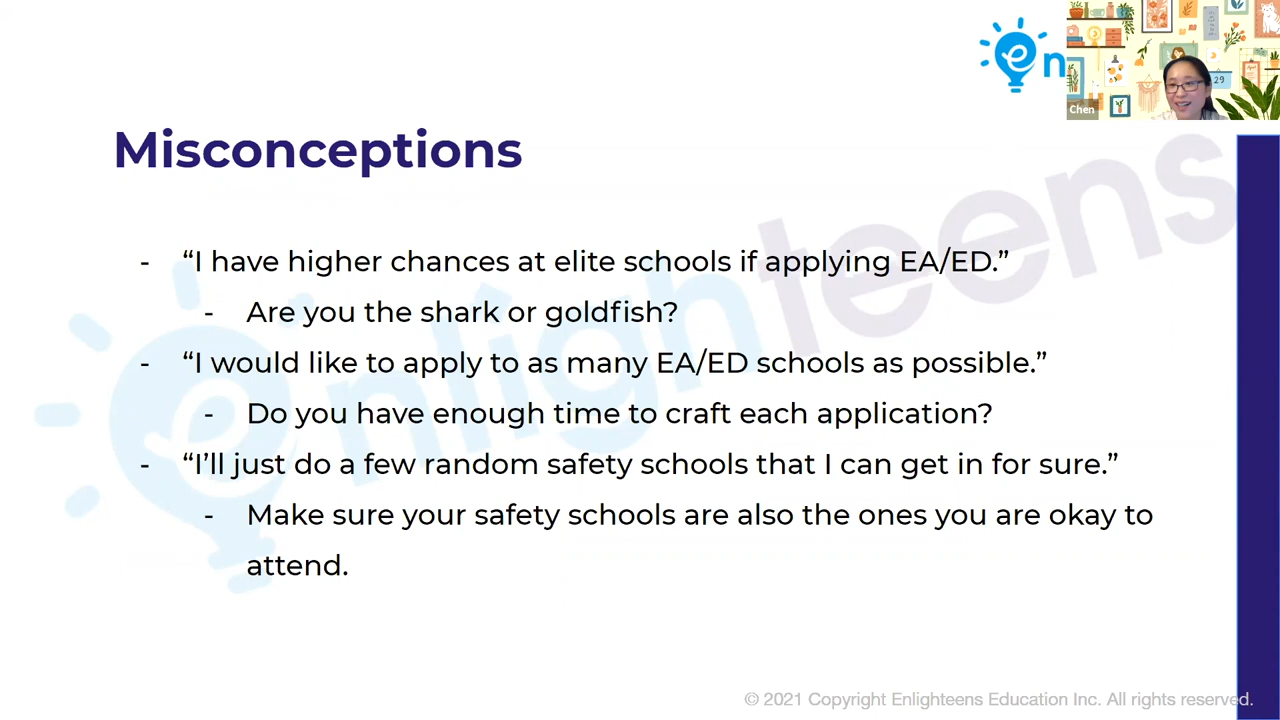 en
Chen
29
Misconceptions
- “I have higher chances at elite schools if applying EA/ED.”
- Are you the shark or goldfish?
- “I would like to apply to as many EA/ED schools as possible.”
- Do you have enough time to craft each application?
- “I’ll just do a few random safety schools that I can get in for sure.”
- Make sure your safety schools are also the ones you are okay to
attend.
enlighteens
© 2021 Copyright Enlighteens Education Inc. All rights reserved.